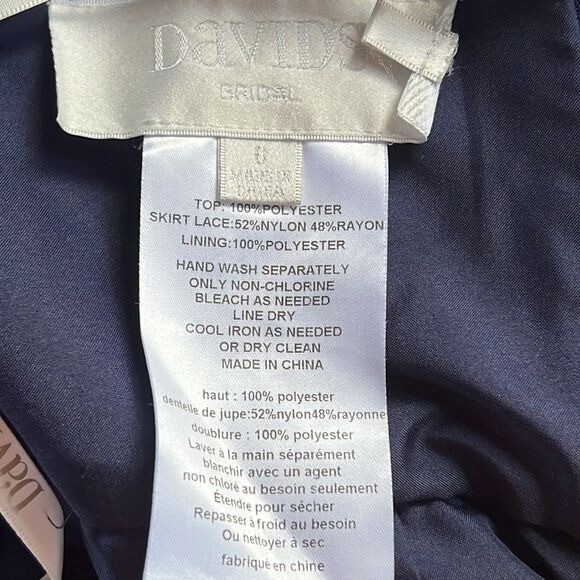 DAVID'S
BRIDAL
6
MADE IN
CHINA
TOP: 100%POLYESTER
SKIRT LACE:52%NYLON 48%RAYON
LINING:100%POLYESTER
HAND WASH SEPARATELY
ONLY NON-CHLORINE
BLEACH AS NEEDED
LINE DRY
COOL IRON AS NEEDED
OR DRY CLEAN
MADE IN CHINA
haut : 100% polyester
dentelle de jupe:52%nylon48%rayonne
doublure : 100% polyester
Laver à la main séparément
blanchir avec un agent
non chloré au besoin seulement
Étendre pour sécher
Repasser à froid au besoin
Ou nettoyer à sec
fabriqué en chine
Davi